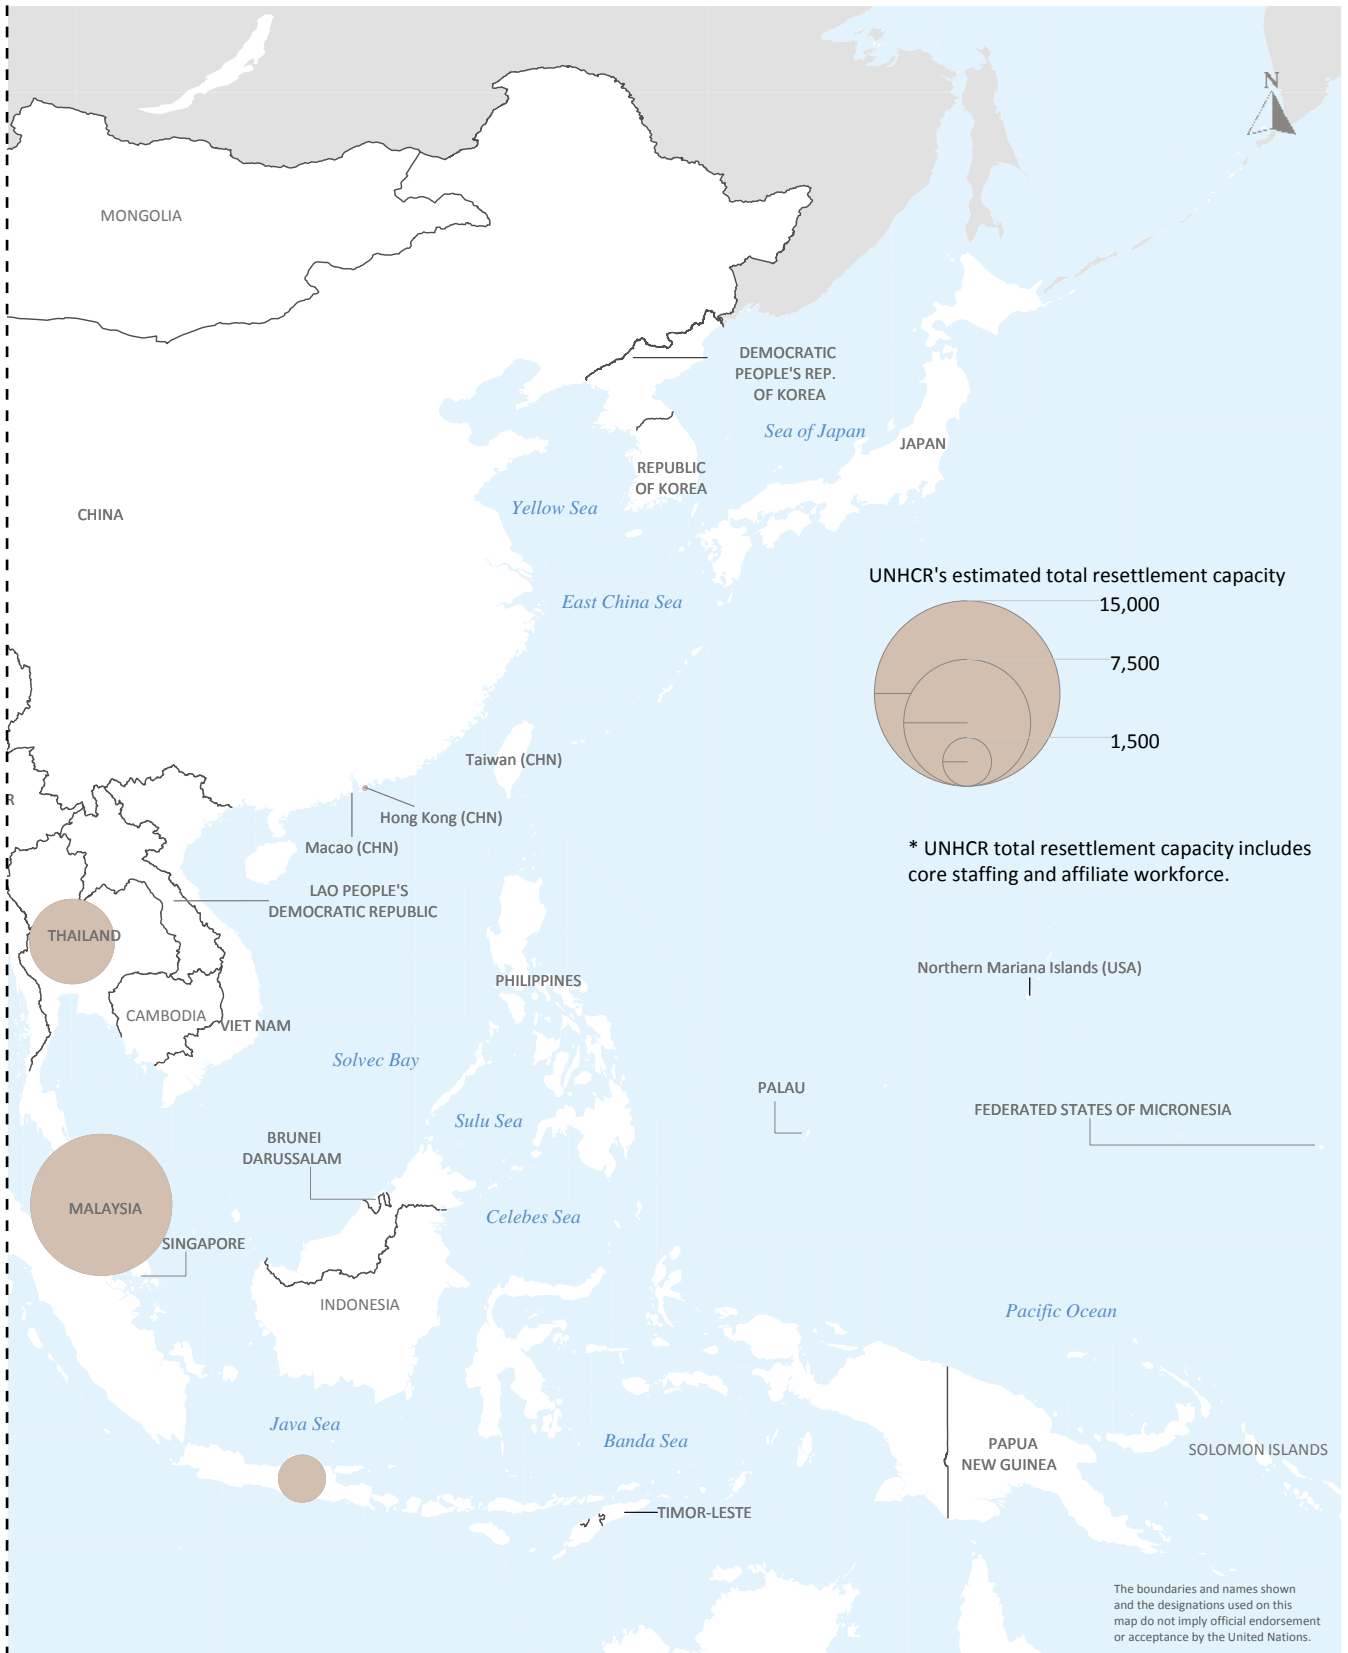 N
MONGOLIA
DEMOCRATIC
PEOPLE'S REP.
OF KOREA
Sea of Japan
JAPAN
REPUBLIC
OF KOREA
Yellow Sea
CHINA
UNHCR's estimated total resettlement capacity
15,000
7,500
1,500
East China Sea
Taiwan (CHN)
R
Hong Kong (CHN)
Macao (CHN)
* UNHCR total resettlement capacity includes
core staffing and affiliate workforce.
LAO PEOPLE'S
DEMOCRATIC REPUBLIC
THAILAND
Northern Mariana Islands (USA)
PHILIPPINES
CAMBODIA
VIET NAM
Solvec Bay
PALAU
FEDERATED STATES OF MICRONESIA
Sulu Sea
BRUNEI
DARUSSALAM
MALAYSIA
Celebes Sea
SINGAPORE
INDONESIA
Pacific Ocean
Java Sea
Banda Sea
PAPUA
NEW GUINEA
SOLOMON ISLANDS
TIMOR-LESTE
The boundaries and names shown
and the designations used on this
map do not imply official endorsement
or acceptance by the United Nations.